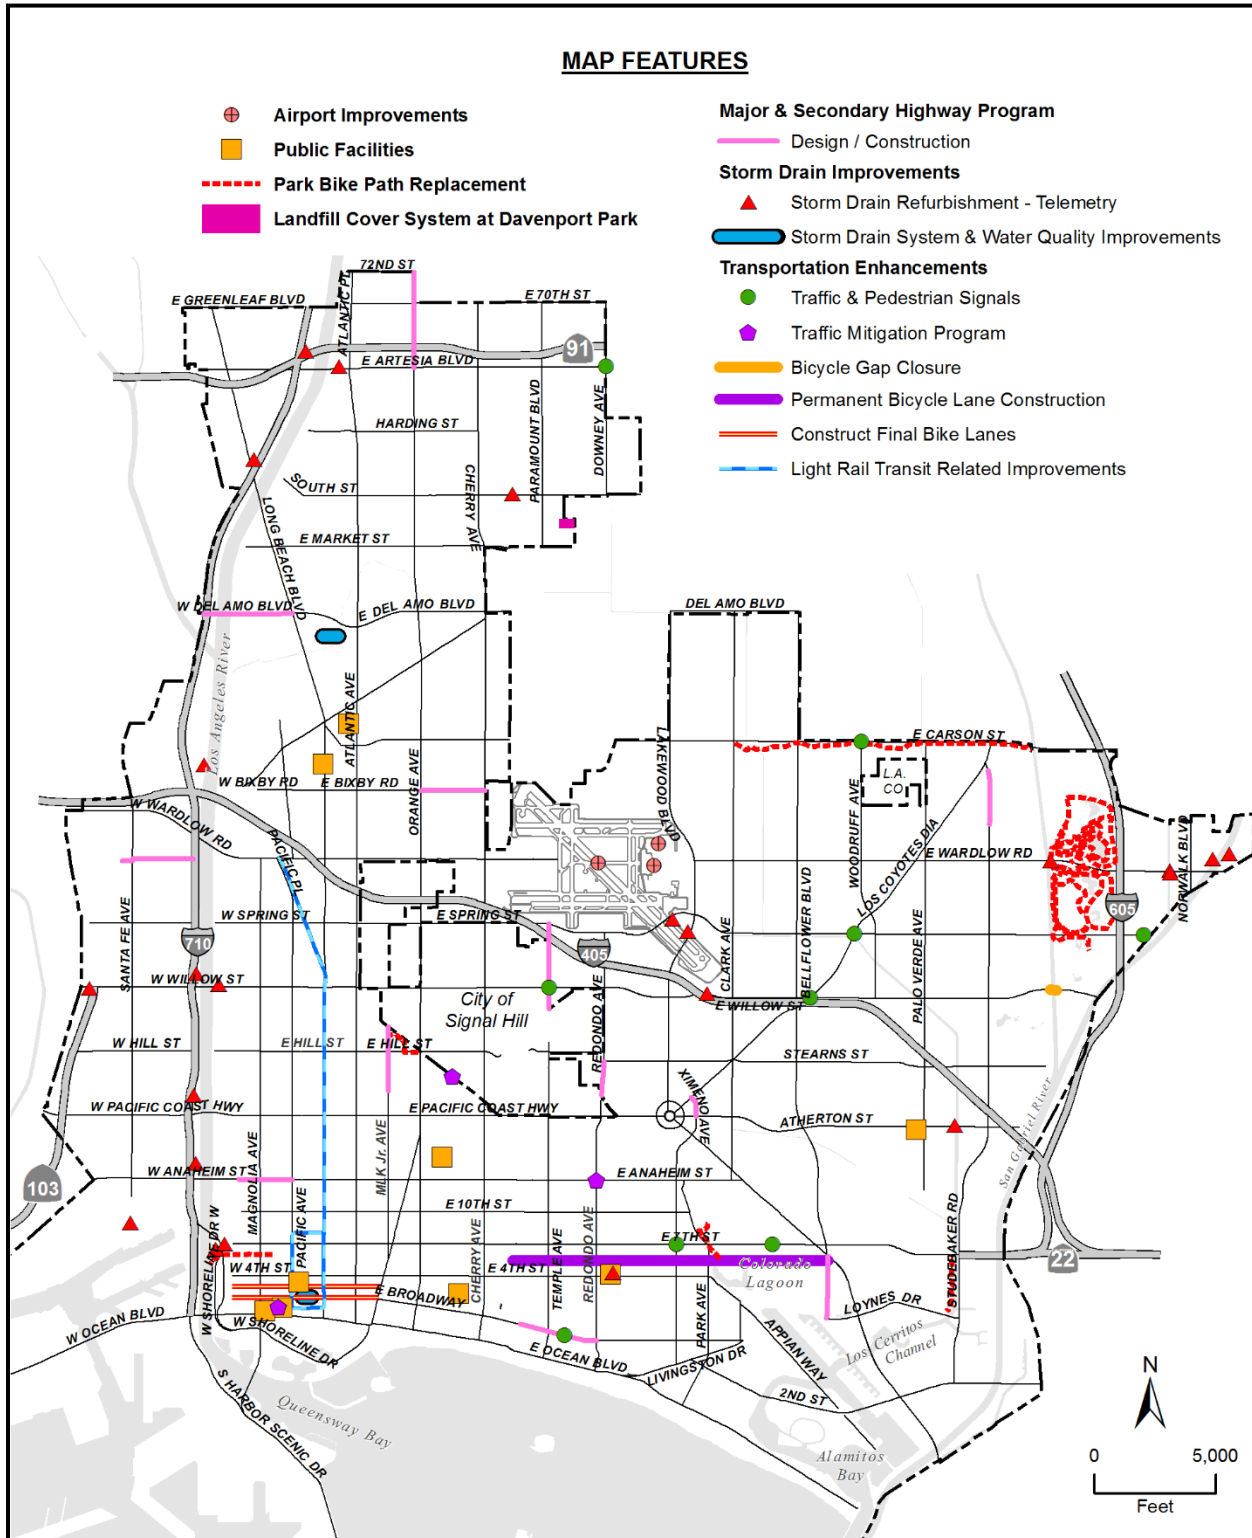 MAP FEATURES
Airport Improvements
Public Facilities
Park Bike Path Replacement
Landfill Cover System at Davenport Park
Major & Secondary Highway Program
Design / Construction
Storm Drain Improvements
Storm Drain Refurbishment - Telemetry
Storm Drain System & Water Quality Improvements
Transportation Enhancements
Traffic & Pedestrian Signals
Traffic Mitigation Program
Bicycle Gap Closure
Permanent Bicycle Lane Construction
Construct Final Bike Lanes
Light Rail Transit Related Improvements
72ND ST
E GREENLEAF BLVD
ATLANTIC PL
E 70TH ST
91
E ARTESIA BLVD
PARAMOUNT BLVD
DOWNEY AVE
HARDING ST
CHERRY AVE
SOUTH ST
LONG BEACH BLVD
E MARKET ST
W DEL AMO BLVD
E DEL AMO BLVD
DEL AMO BLVD
Los Angeles River
ATLANTIC AVE
LAKEWOOD BLVD
E CARSON ST
L.A.
CO
W BIXBY RD
E BIXBY RD
ORANGE AVE
WOODRUFF AVE
W WARDLOW RD
PACIFIC PL
LOS COYOTES DIA
E WARDLOW RD
NORWALK BLVD
BELLFLOWER BLVD
605
SANTA FE AVE
W SPRING ST
E SPRING ST
710
405
CLARK AVE
PALO VERDE AVE
W WILLOW ST
City of
Signal Hill
REDONDO AVE
E WILLOW ST
W HILL ST
E HILL ST
E HILL ST
STEARNS ST
XIMENO AVE
W PACIFIC COAST HWY
E PACIFIC COAST HWY
ATHERTON ST
San Gabriel River
MAGNOLIA AVE
MLK Jr. AVE
W ANAHEIM ST
E ANAHEIM ST
103
E 10TH ST
PACIFIC AVE
W SHORELINE DR W
CHERRY AVE
TEMPLE AVE
REDONDO AVE
E 7TH ST
STUDEBAKER RD
22
W 4TH ST
E 4TH ST
Colorado
Lagoon
E BROADWAY
W OCEAN BLVD
W SHORELINE DR
PARK AVE
LOYNES DR
APPIAN WAY
Los Cerritos
Channel
E OCEAN BLVD
LIVINGSTON DR
2ND ST
S HARBOR SCENIC DR
Queensway Bay
Alamitos
Bay
N
0 5,000
Feet